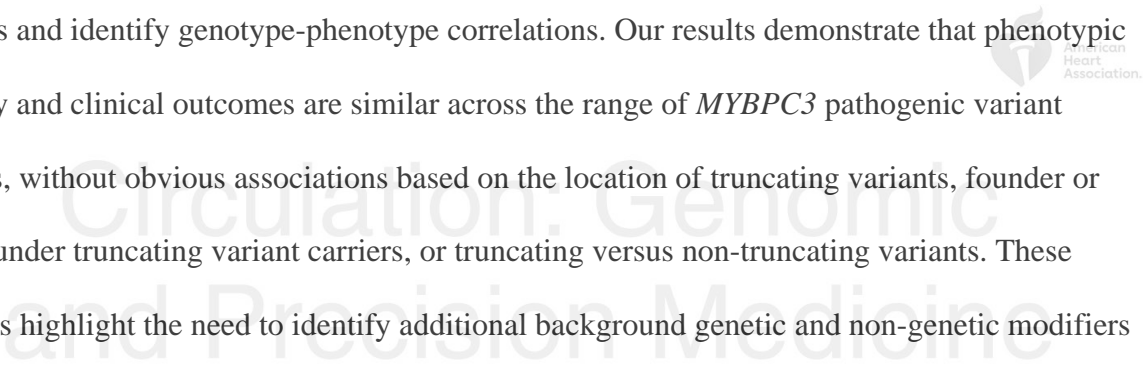 s and identify genotype-phenotype correlations. Our results demonstrate that phenotypic
American
Heart
Association.
y and clinical outcomes are similar across the range of MYBPC3 pathogenic variant
s, without obvious associations based on the location of truncating variants, founder or
Circulation: Genomic
under truncating variant carriers, or truncating versus non-truncating variants. These
s highlight the need to identify additional background genetic and non-genetic modifiers
and Precision Medicine